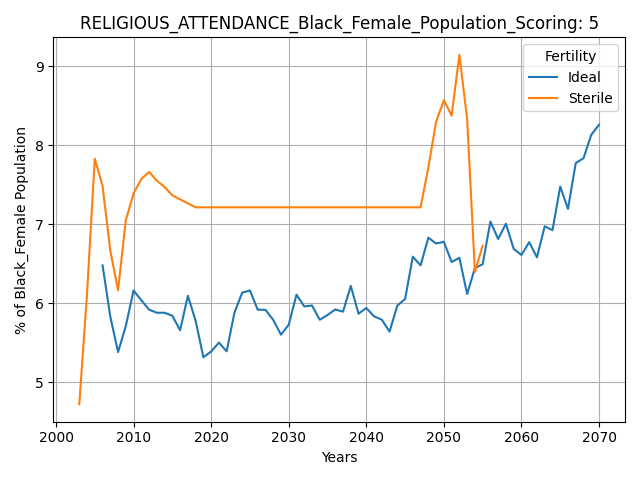 RELIGIOUS_ATTENDANCE_Black_Female_Population_Scoring: 5
Fertility
Ideal
Sterile
% of Black_Female Population
9
8
7
6
5
2000 2010 2020 2030 2040 2050 2060 2070
Years